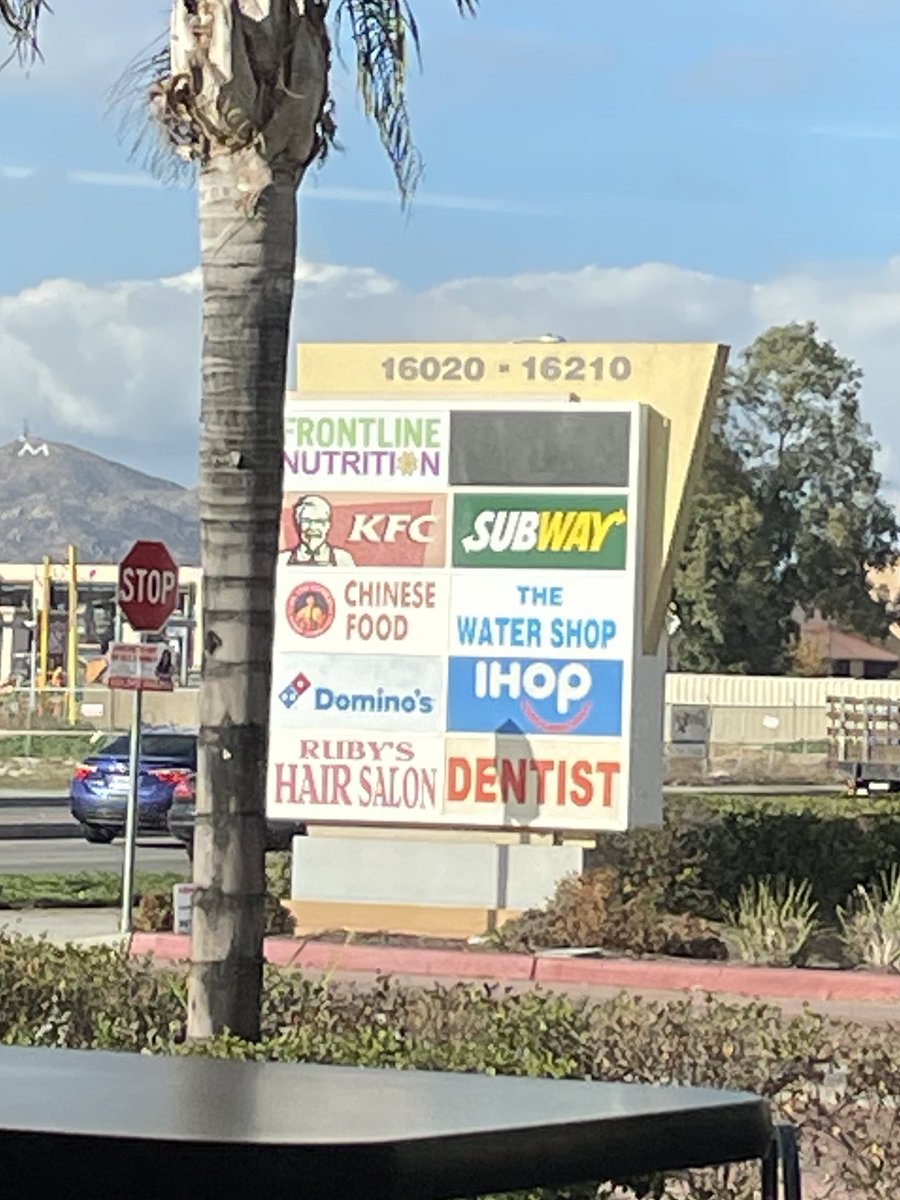 16020 - 16210
FRONTLINE
NUTRITION
KFC
SUBWAY
CHINESE
FOOD
THE
WATER SHOP
Domino's
IHOP
RUBY'S
HAIR SALON
DENTIST
M
STOP